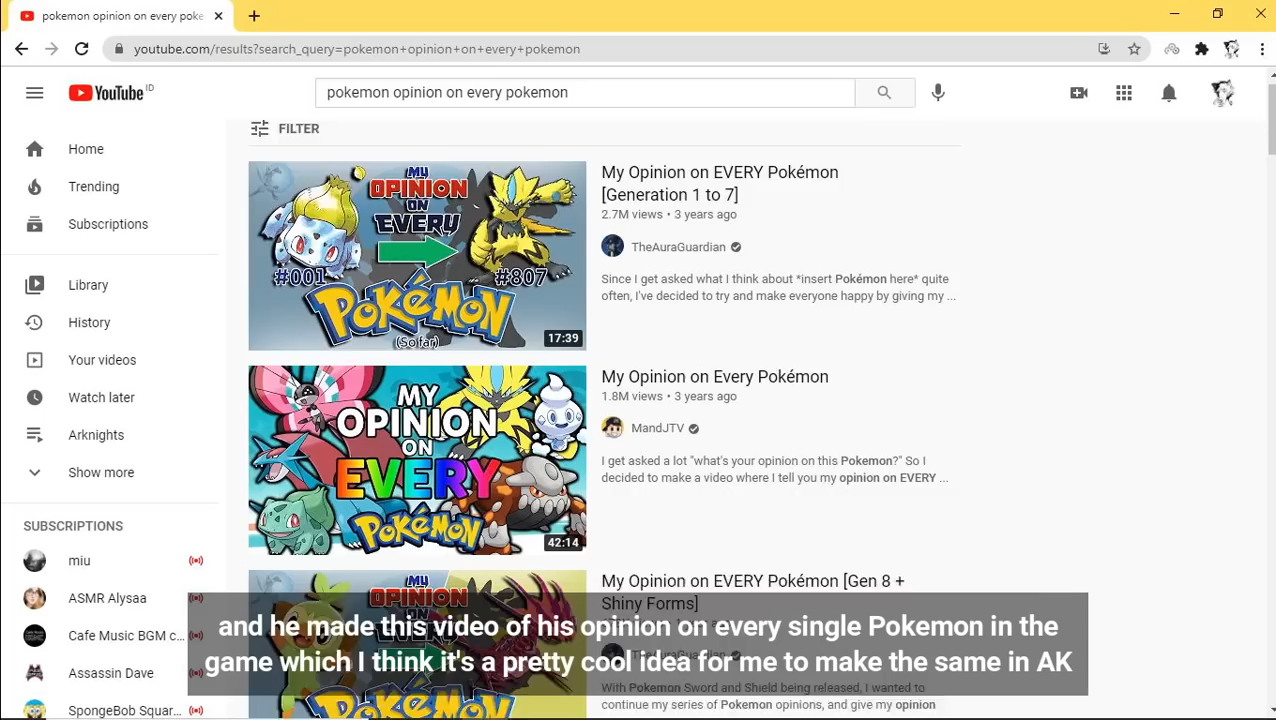 pokemon opinion on every poke
youtube.com/results?search_query=pokemon+opinion+on+every+pokemon
YouTube ID
pokemon opinion on every pokemon
Home
Trending
Subscriptions
Library
History
Your videos
Watch later
Arknights
Show more
SUBSCRIPTIONS
miu
ASMR Alysaa
Cafe Music BGM c...
Assassin Dave
SpongeBob Squar...
FILTER
MY
OPINION
ON
EVERY
#001
#807
POKéMON
(So far)
17:39
My Opinion on EVERY Pokémon
[Generation 1 to 7]
2.7M views • 3 years ago
TheAuraGuardian
Since I get asked what I think about *insert Pokémon here* quite
often, I've decided to try and make everyone happy by giving my ...
MY
OPINION
ON
EVERY
POKéMON
42:14
My Opinion on Every Pokémon
1.8M views • 3 years ago
MandJTV
I get asked a lot "what's your opinion on this Pokemon?" So I
decided to make a video where I tell you my opinion on EVERY ...
MY
OPINION
My Opinion on EVERY Pokémon [Gen 8 +
Shiny Forms]
With Pokemon Sword and Shield being released, I wanted to
continue my series of Pokemon opinions, and give my opinion
and he made this video of his opinion on every single Pokemon in the
game which I think it's a pretty cool idea for me to make the same in AK